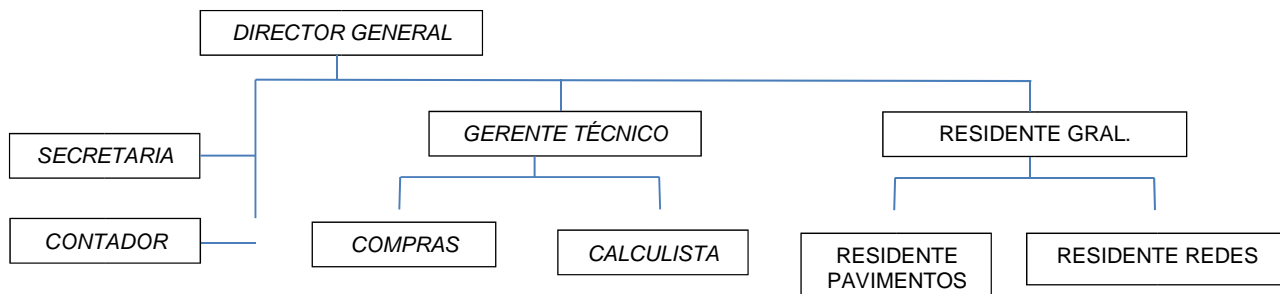 DIRECTOR GENERAL
GERENTE TÉCNICO
RESIDENTE GRAL.
SECRETARIA
CONTADOR
COMPRAS
CALCULISTA
RESIDENTE
PAVIMENTOS
RESIDENTE REDES